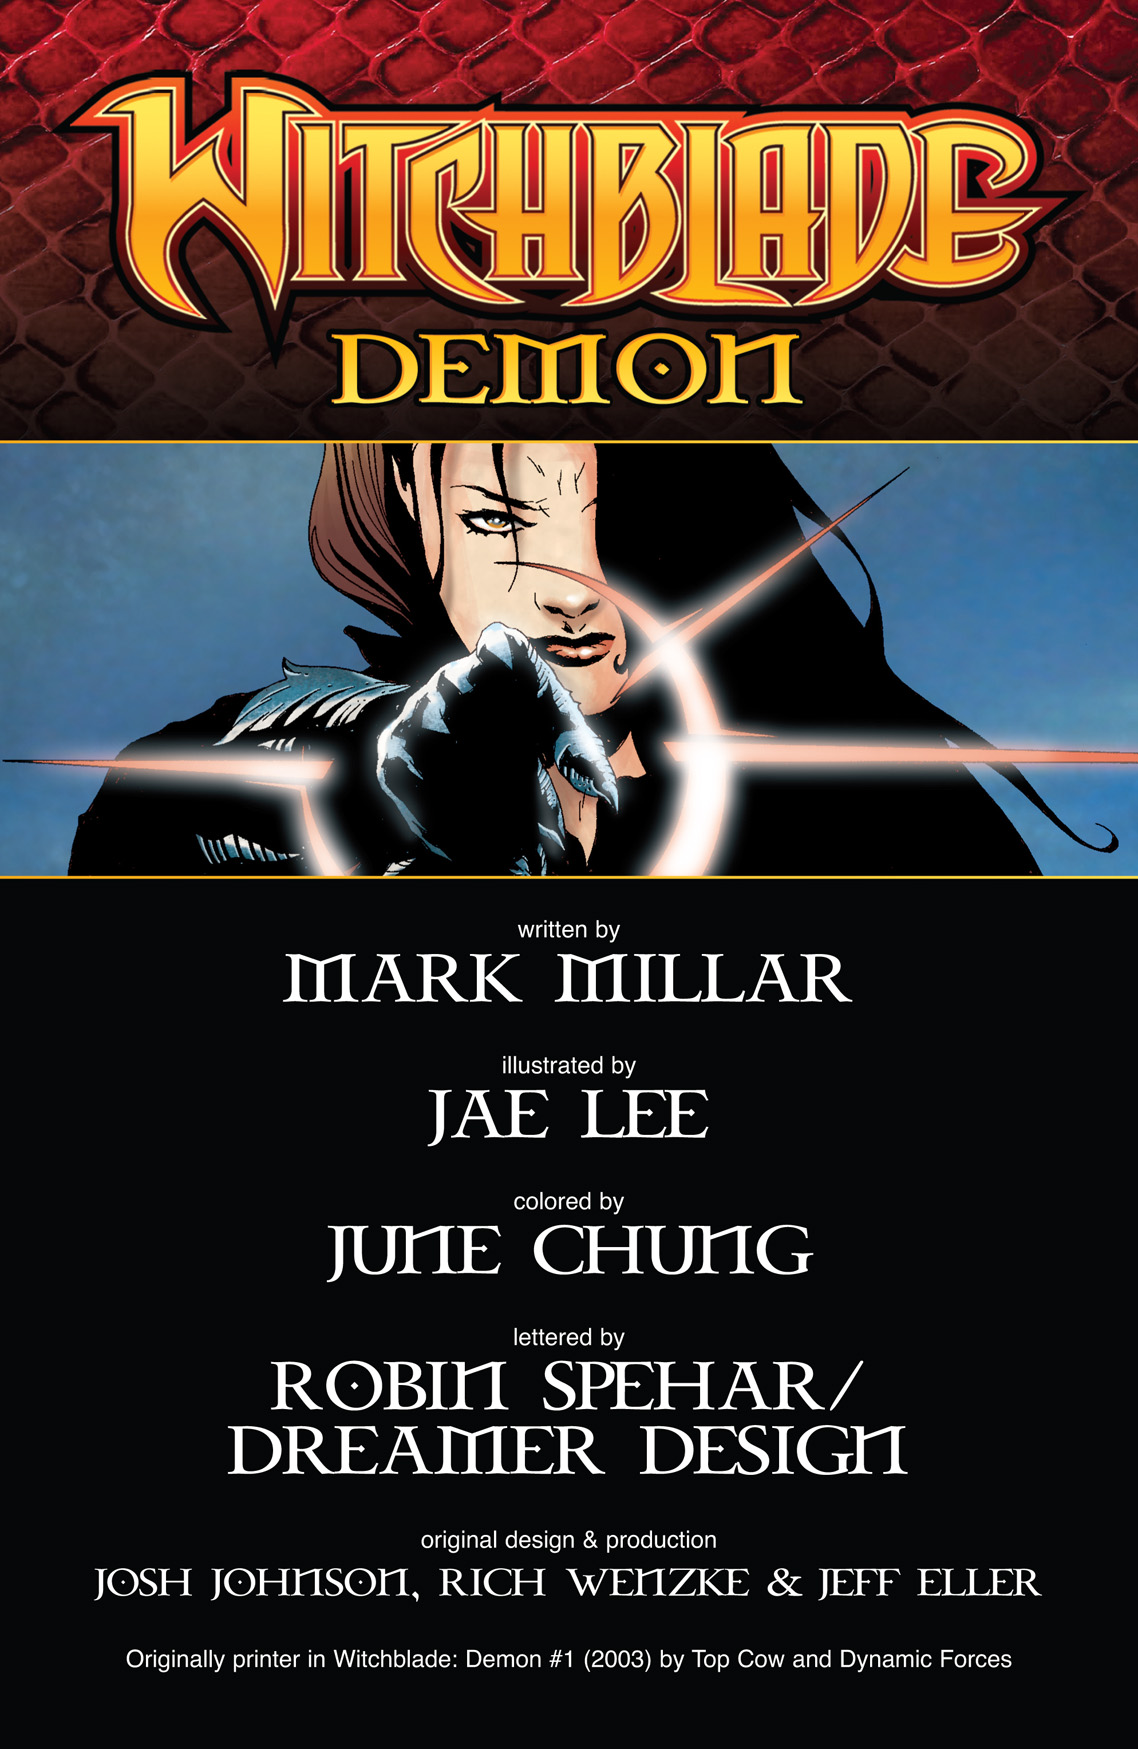 WITCHBLADE
DEMON
written by
MARK MILLAR
illustrated by
JAE LEE
colored by
JUNE CHUNG
lettered by
ROBIN SPEHAR/
DREAMER DESIGN
original design & production
JOSH JOHNSON, RICH WENZKE & JEFF ELLER
Originally printer in Witchblade: Demon #1 (2003) by Top Cow and Dynamic Forces